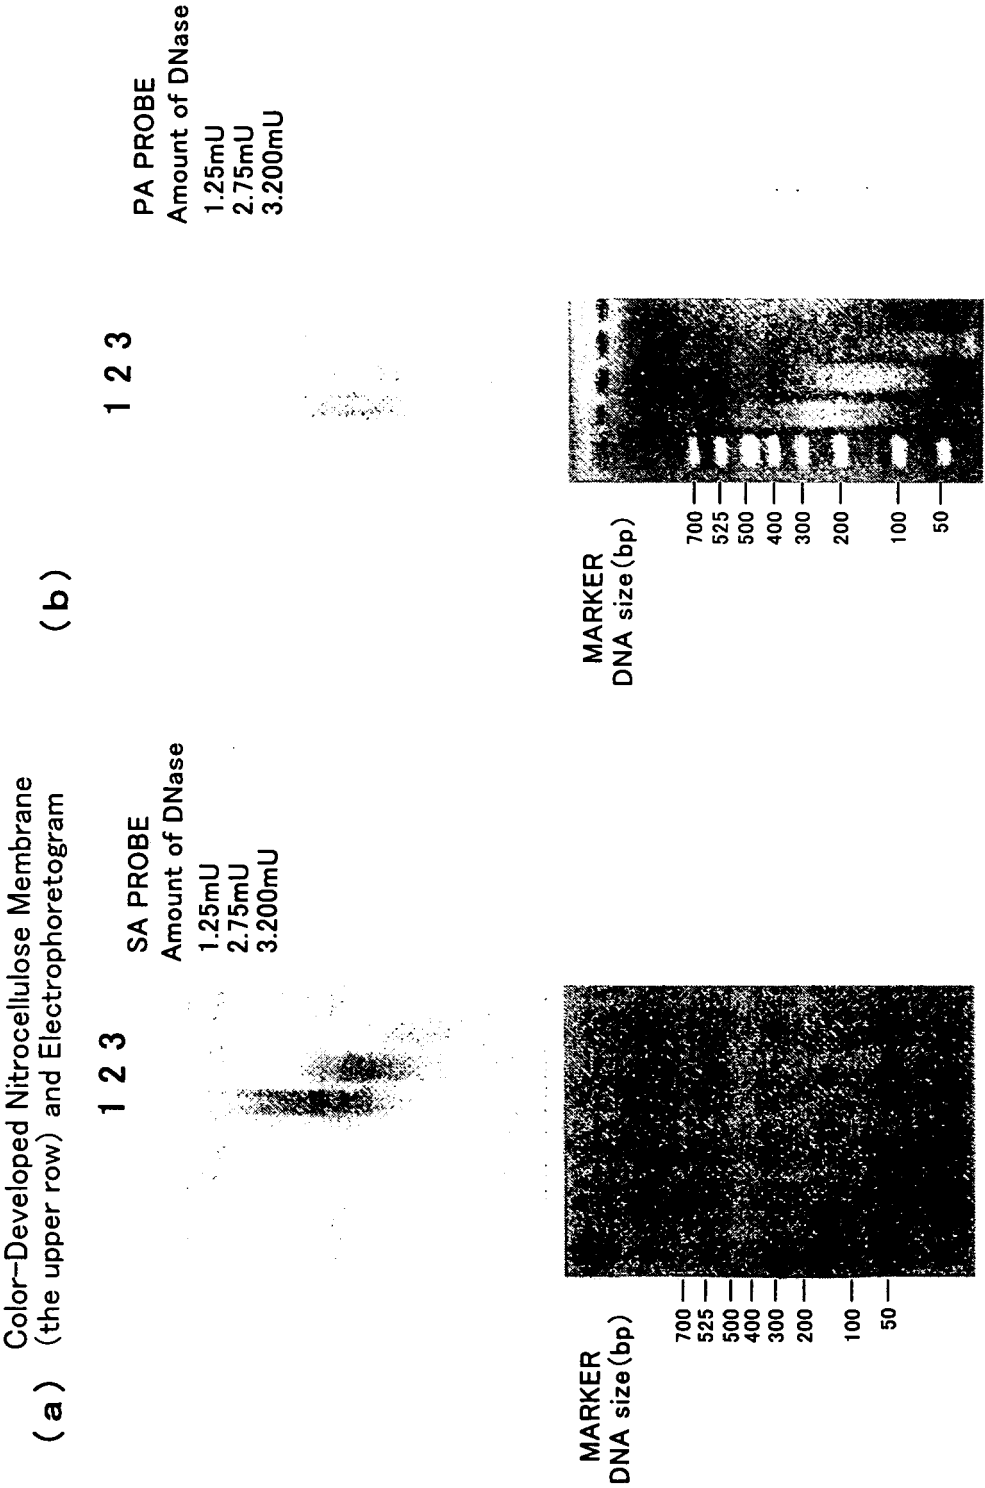 Color-Developed Nitrocellulose Membrane
(the upper row) and Electrophoretogram
(a)
1 2 3
SA PROBE
Amount of DNase
1.25mU
2.75mU
3.200mU
MARKER
DNA size(bp)
700
525
500
400
300
200
100
50
(b)
1 2 3
PA PROBE
Amount of DNase
1.25mU
2.75mU
3.200mU
MARKER
DNA size(bp)
700
525
500
400
300
200
100
50